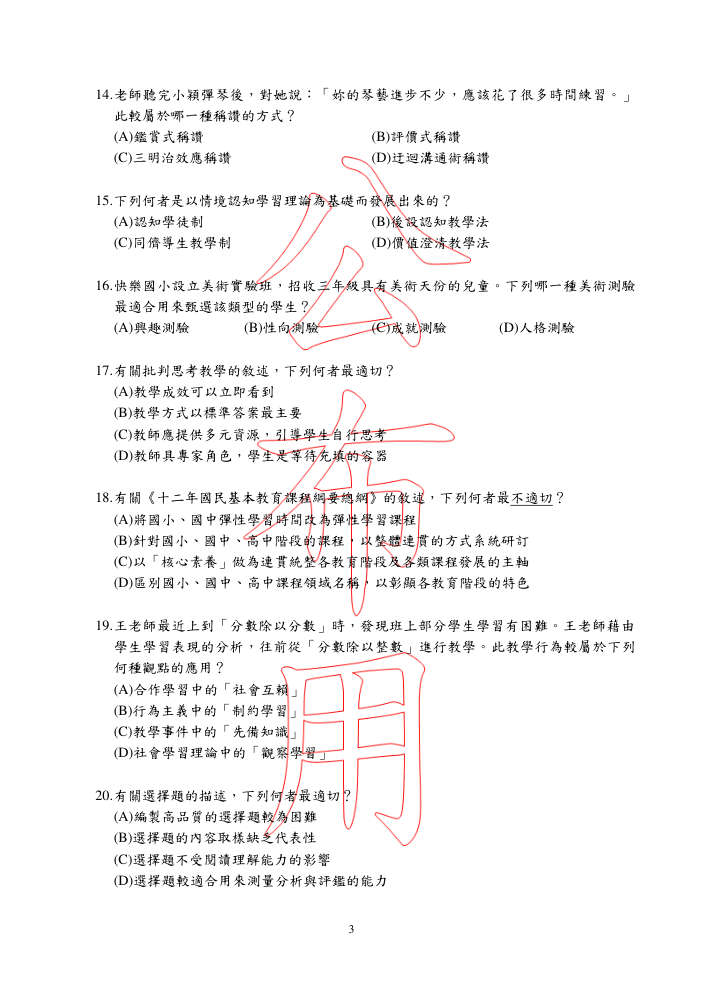 14.老師聽完小穎彈琴後，對她說：「妳的琴藝進步不少，應該花了很多時間練習。」
此較屬於哪一種稱讚的方式？
(A)鑑賞式稱讚 (B)評價式稱讚
(C)三明治效應稱讚 (D)迂迴溝通術稱讚
15.下列何者是以情境認知學習理論為基礎而發展出來的？
(A)認知學徒制 (B)後設認知教學法
(C)同儕導生教學制 (D)價值澄清教學法
16.快樂國小設立美術實驗班，招收三年級具有美術天份的兒童。下列哪一種美術測驗
最適合用來甄選該類型的學生？
(A)興趣測驗 (B)性向測驗 (C)成就測驗 (D)人格測驗
17.有關批判思考教學的敘述，下列何者最適切？
(A)教學成效可以立即看到
(B)教學方式以標準答案最主要
(C)教師應提供多元資源，引導學生自行思考
(D)教師具專家角色，學生是等待充填的容器
18.有關《十二年國民基本教育課程綱要總綱》的敘述，下列何者最不適切？
(A)將國小、國中彈性學習時間改為彈性學習課程
(B)針對國小、國中、高中階段的課程，以整體連貫的方式系統研訂
(C)以「核心素養」做為連貫統整各教育階段及各類課程發展的主軸
(D)區別國小、國中、高中課程領域名稱，以彰顯各教育階段的特色
19.王老師最近上到「分數除以分數」時，發現班上部分學生學習有困難。王老師藉由
學生學習表現的分析，往前從「分數除以整數」進行教學。此教學行為較屬於下列
何種觀點的應用？
(A)合作學習中的「社會互賴」
(B)行為主義中的「制約學習」
(C)教學事件中的「先備知識」
(D)社會學習理論中的「觀察學習」
20.有關選擇題的描述，下列何者最適切？
(A)編製高品質的選擇題較為困難
(B)選擇題的內容取樣缺乏代表性
(C)選擇題不受閱讀理解能力的影響
(D)選擇題較適合用來測量分析與評鑑的能力
3
公布用